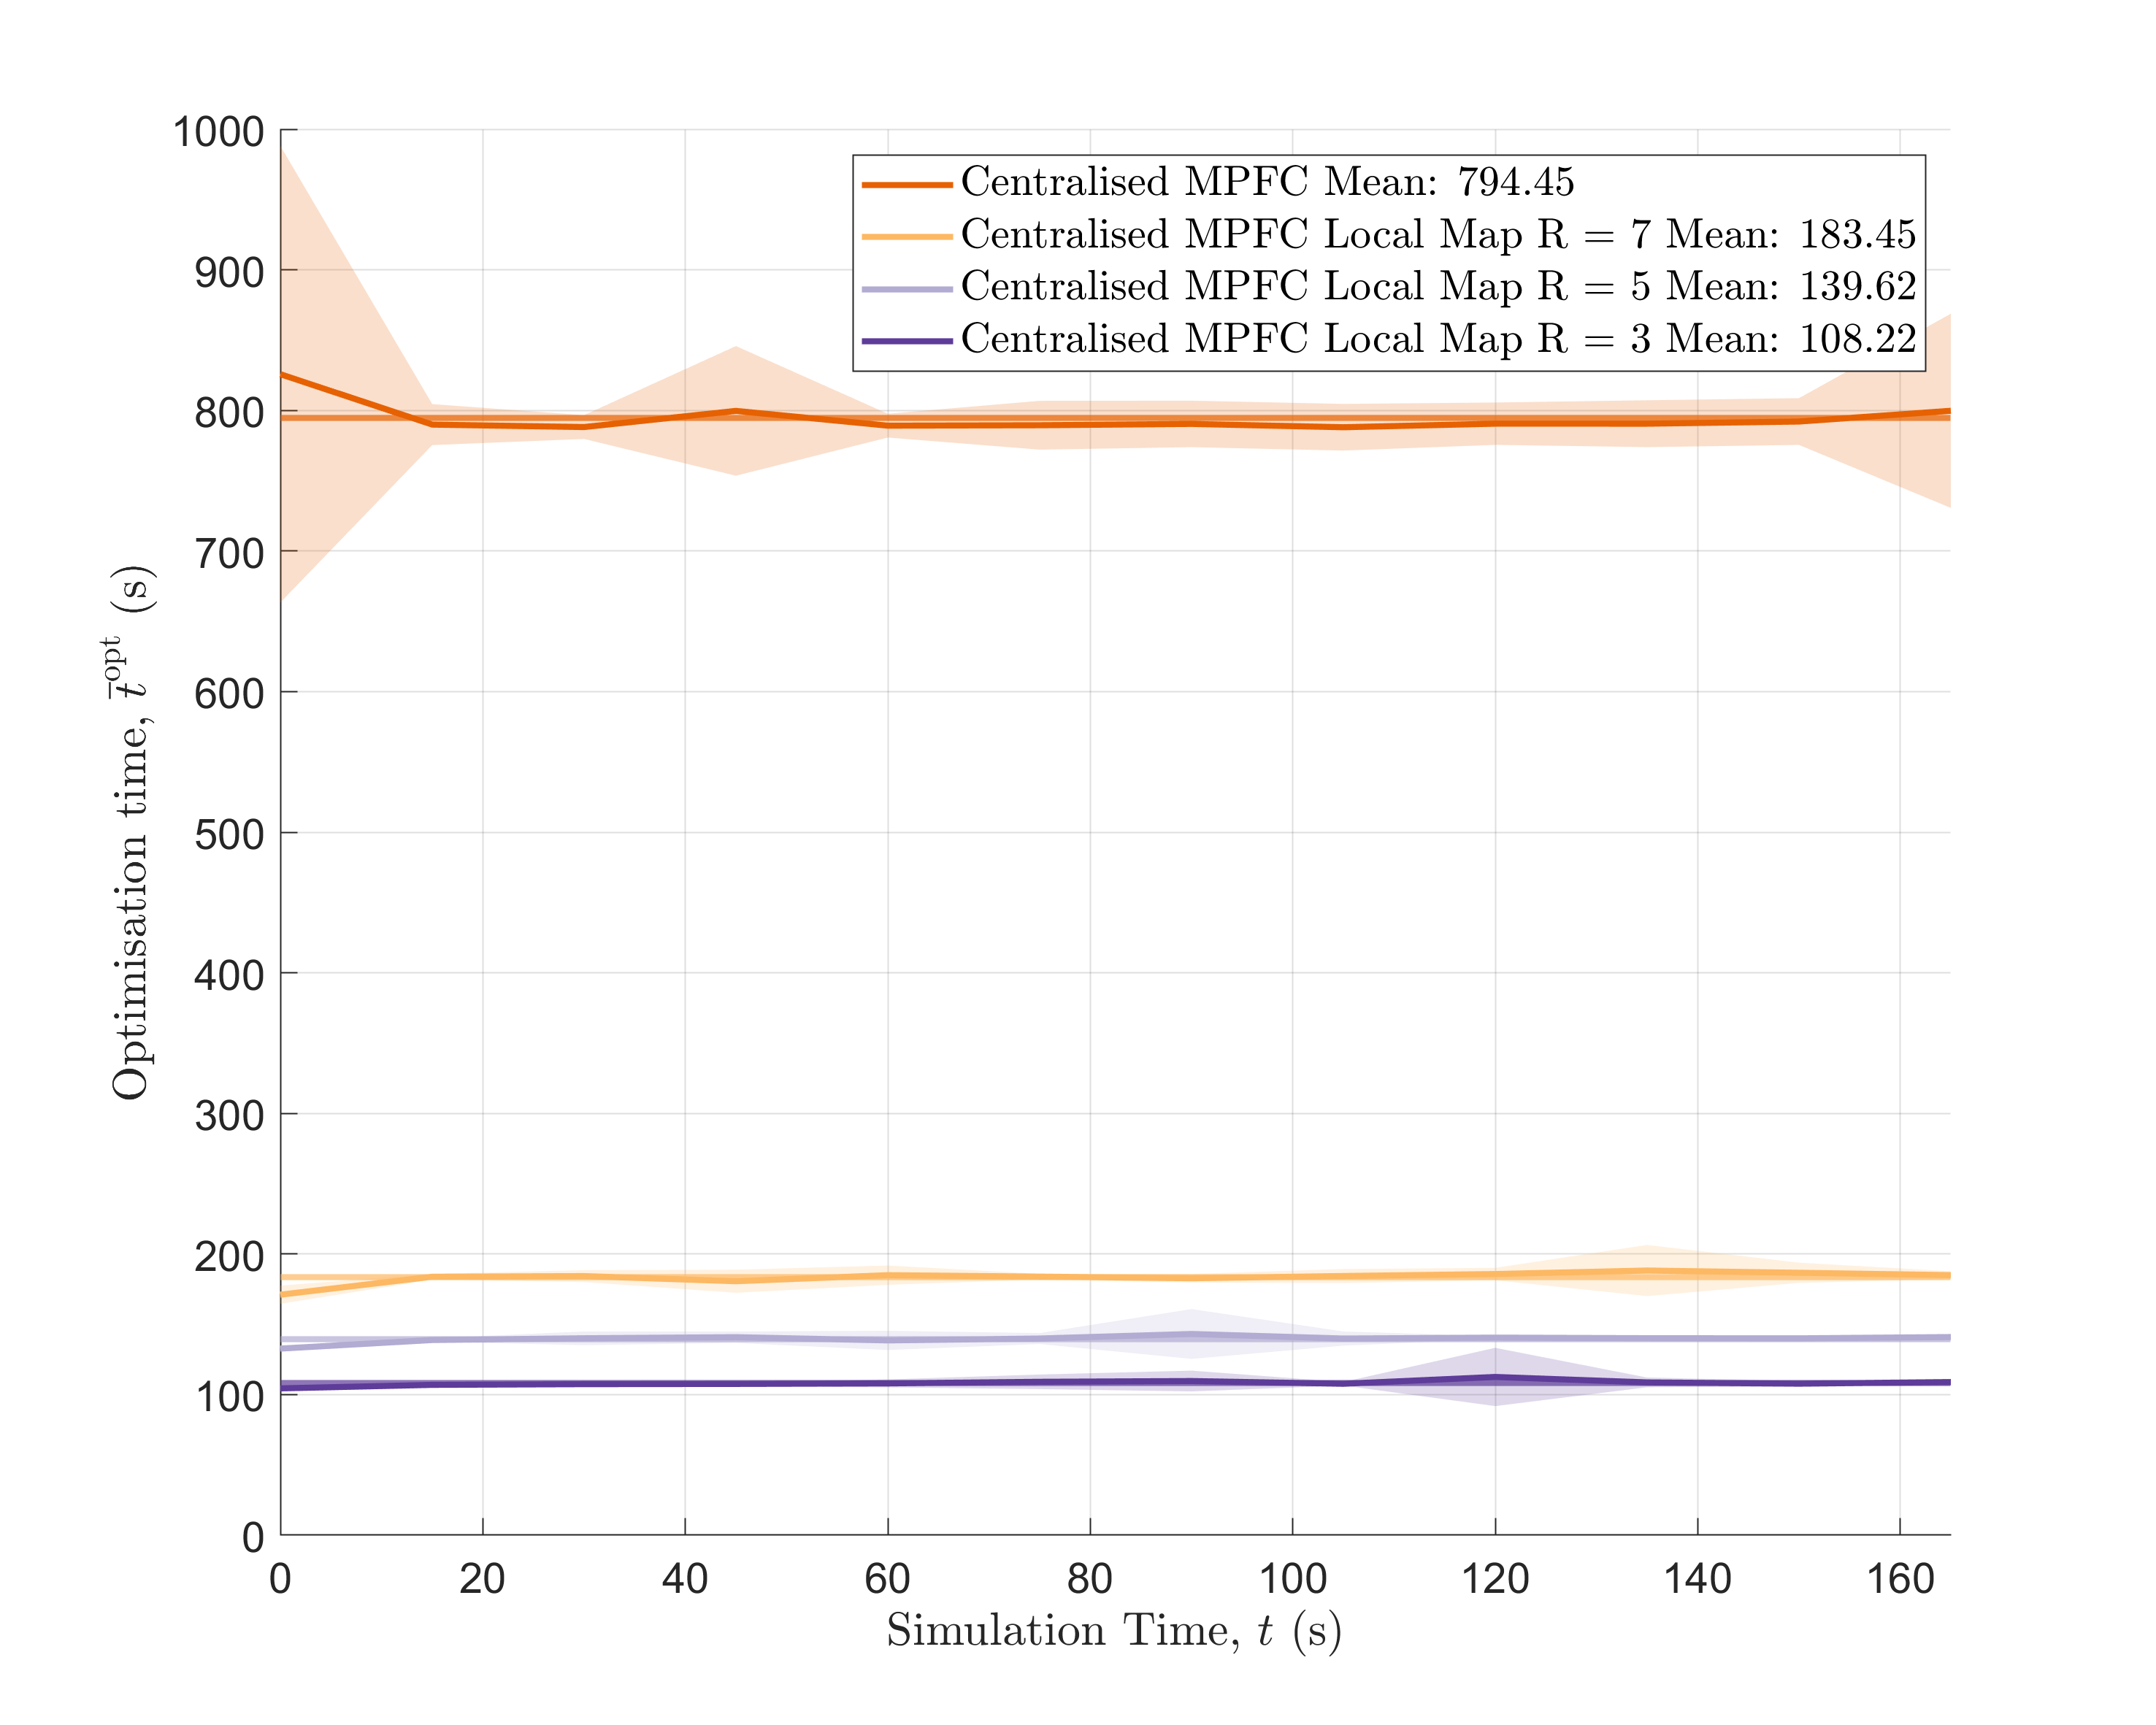 1000
900
800
700
600
500
400
300
200
100
0
Optimisation time, t̅ᵒᵖᵗ (s)
Centralised MPFC Mean: 794.45
Centralised MPFC Local Map R = 7 Mean: 183.45
Centralised MPFC Local Map R = 5 Mean: 139.62
Centralised MPFC Local Map R = 3 Mean: 108.22
0 20 40 60 80 100 120 140 160
Simulation Time, t (s)